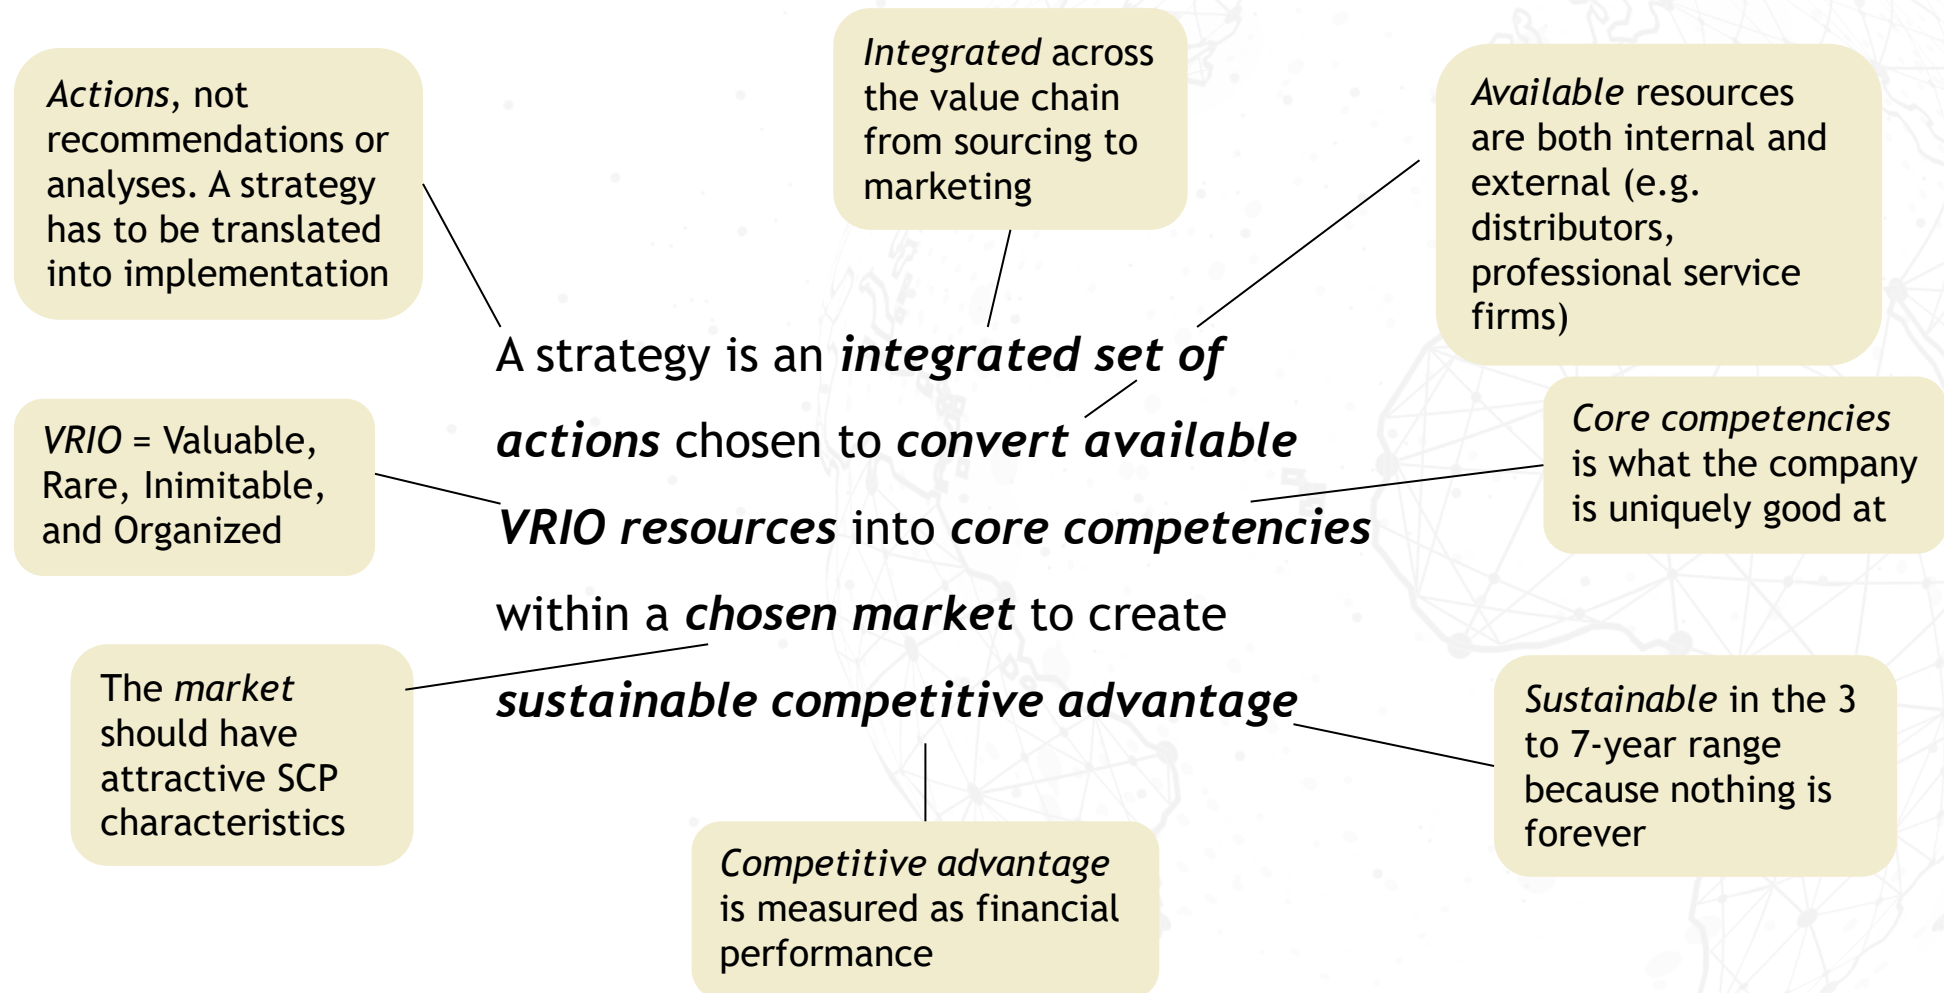 Actions, not
recommendations or
analyses. A strategy
has to be translated
into implementation
Integrated across
the value chain
from sourcing to
marketing
Available resources
are both internal and
external (e.g.
distributors,
professional service
firms)
A strategy is an integrated set of
actions chosen to convert available
VRIO resources into core competencies
within a chosen market to create
sustainable competitive advantage
VRIO = Valuable,
Rare, Inimitable,
and Organized
Core competencies
is what the company
is uniquely good at
The market
should have
attractive SCP
characteristics
Competitive advantage
is measured as financial
performance
Sustainable in the 3
to 7-year range
because nothing is
forever